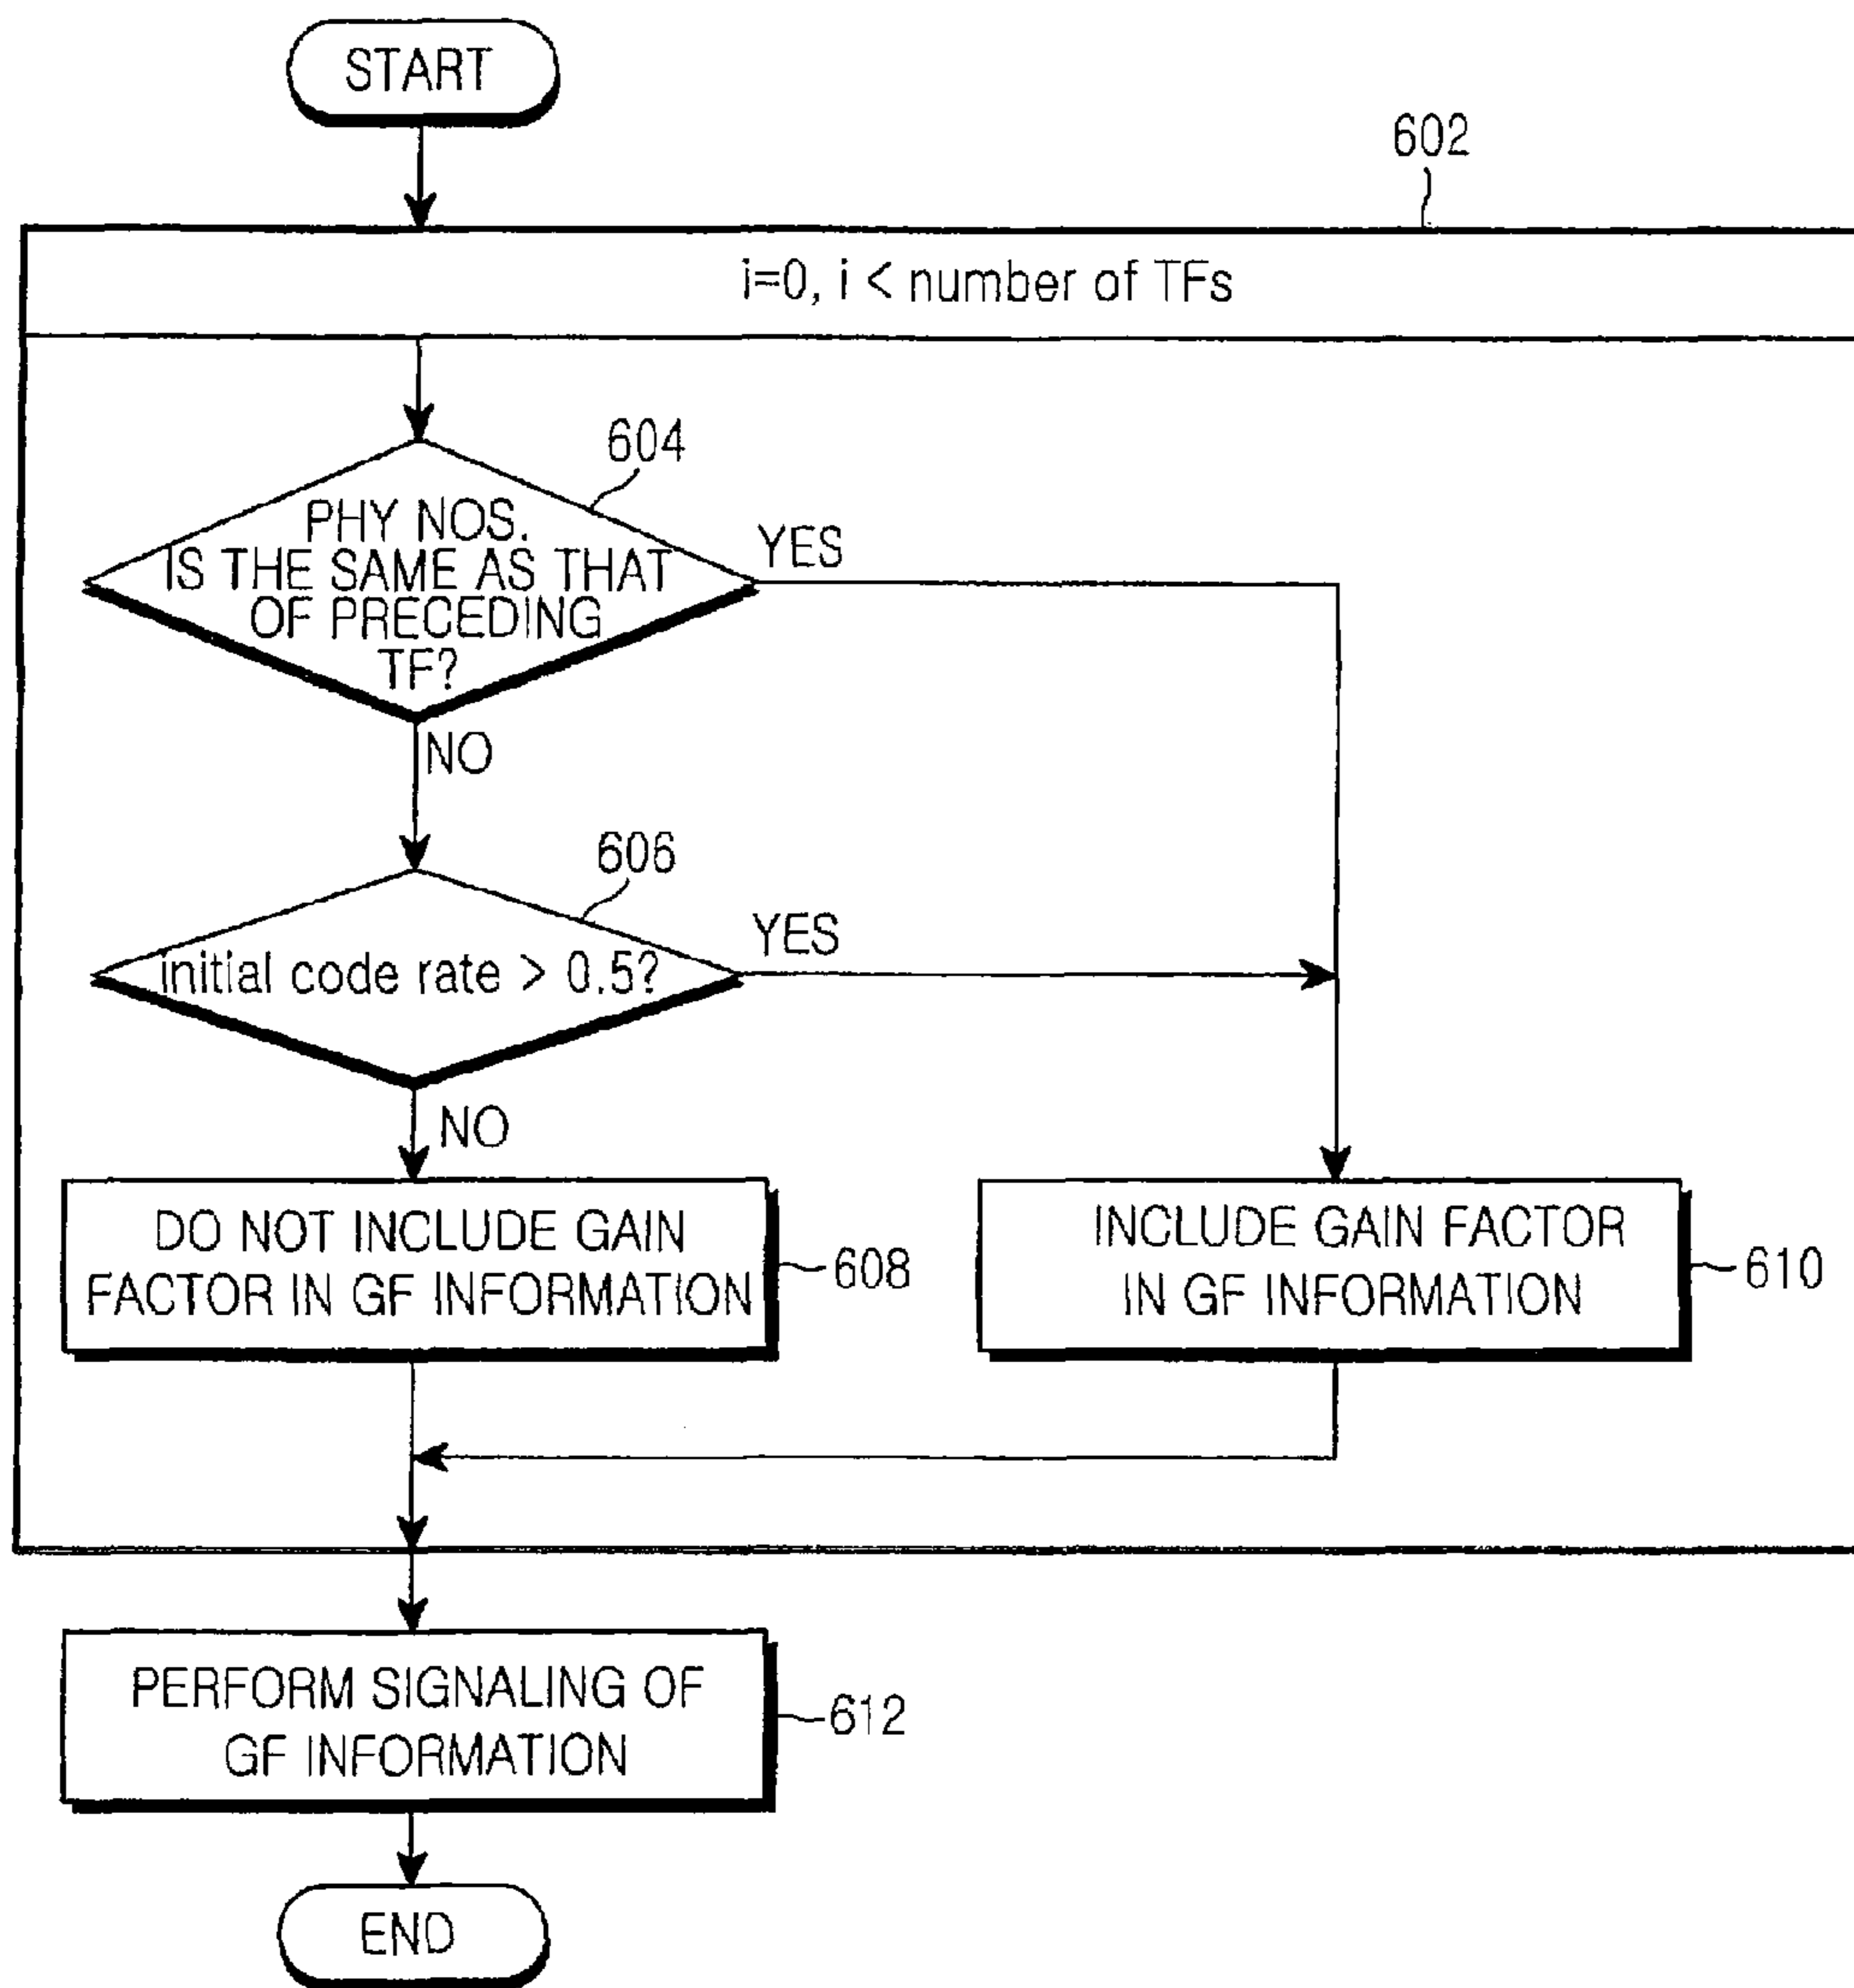 START
602
i=0, i < number of TFs
604
PHY NOS.
IS THE SAME AS THAT
OF PRECEDING
TF?
YES
NO
606
initial code rate > 0.5?
YES
NO
DO NOT INCLUDE GAIN
FACTOR IN GF INFORMATION
608
INCLUDE GAIN FACTOR
IN GF INFORMATION
610
PERFORM SIGNALING OF
GF INFORMATION
612
END